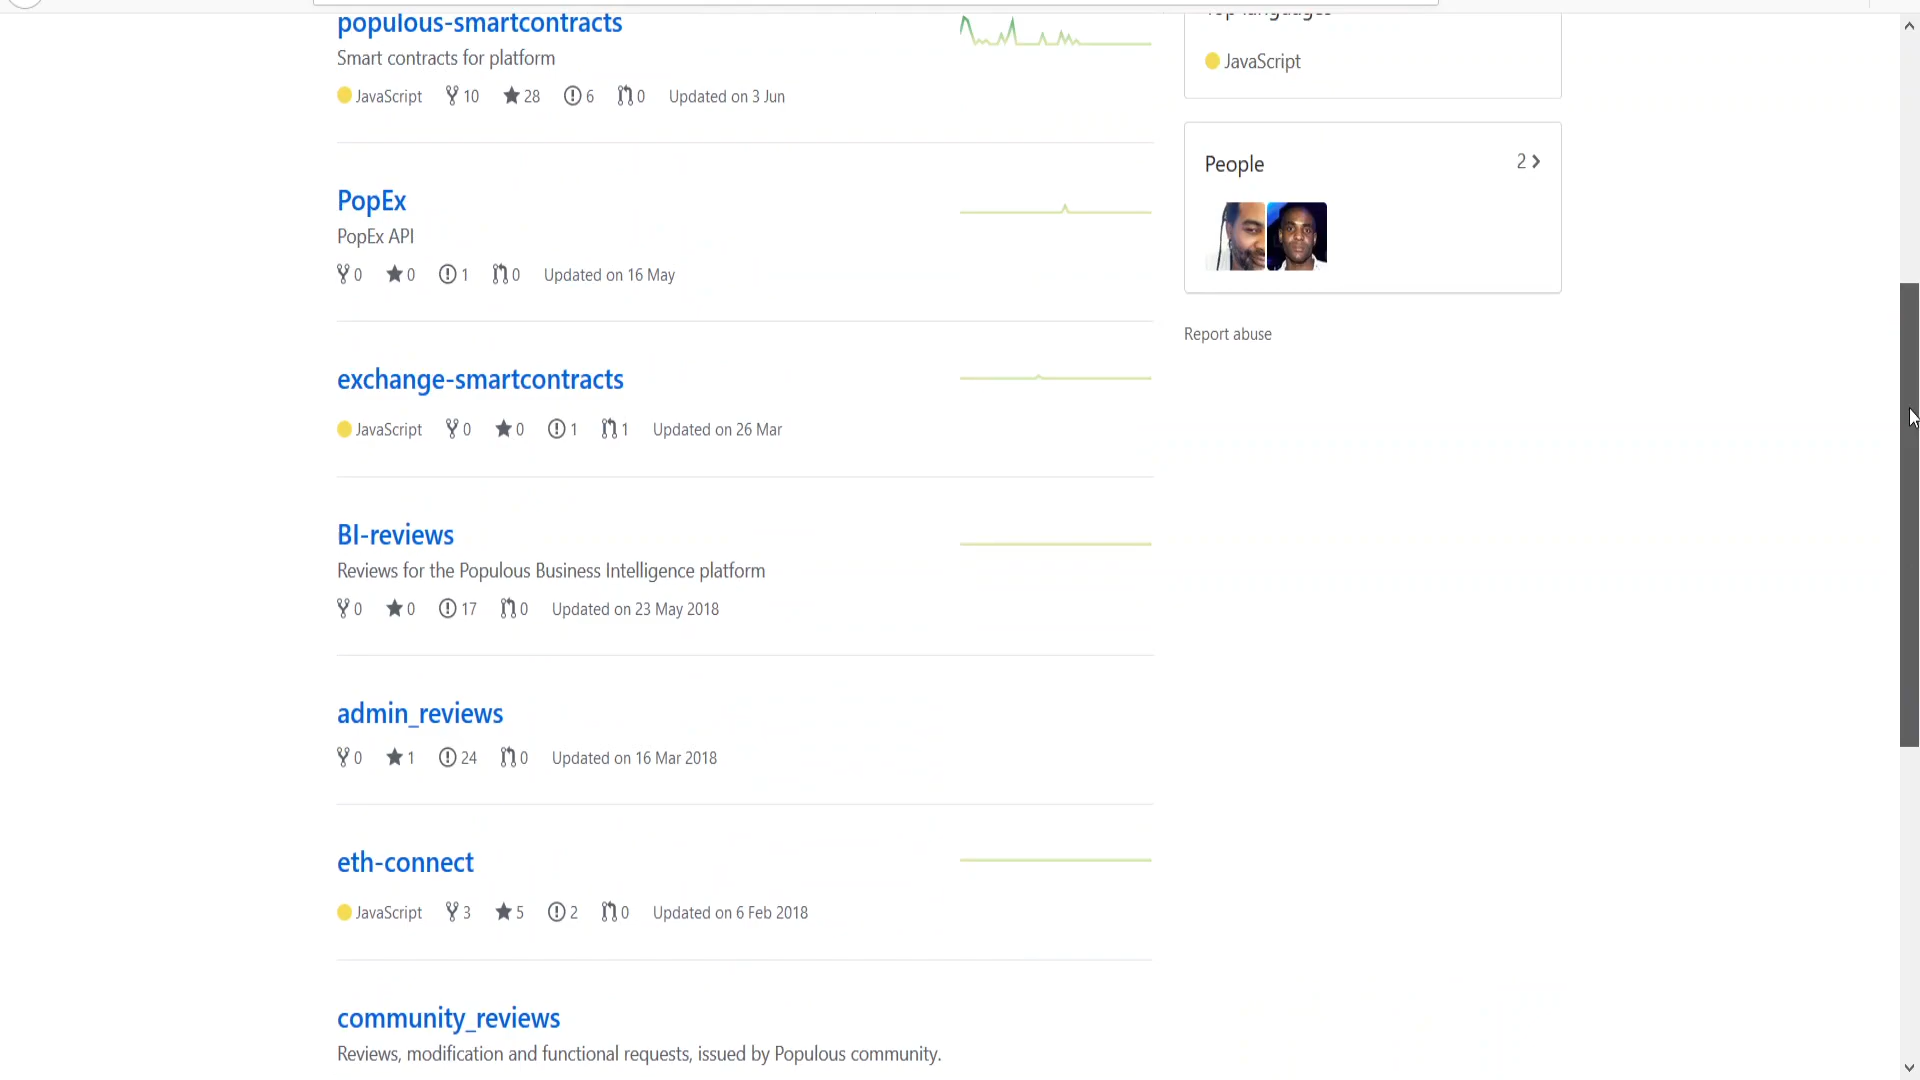 populous-smartcontracts
Smart contracts for platform
JavaScript 10 28 6 0 Updated on 3 Jun
PopEx
PopEx API
0 0 1 0 Updated on 16 May
exchange-smartcontracts
JavaScript 0 0 1 1 Updated on 26 Mar
BI-reviews
Reviews for the Populous Business Intelligence platform
0 0 17 0 Updated on 23 May 2018
admin_reviews
0 1 24 0 Updated on 16 Mar 2018
eth-connect
JavaScript 3 5 2 0 Updated on 6 Feb 2018
community_reviews
Reviews, modification and functional requests, issued by Populous community.
Top languages
JavaScript
People 2
Report abuse